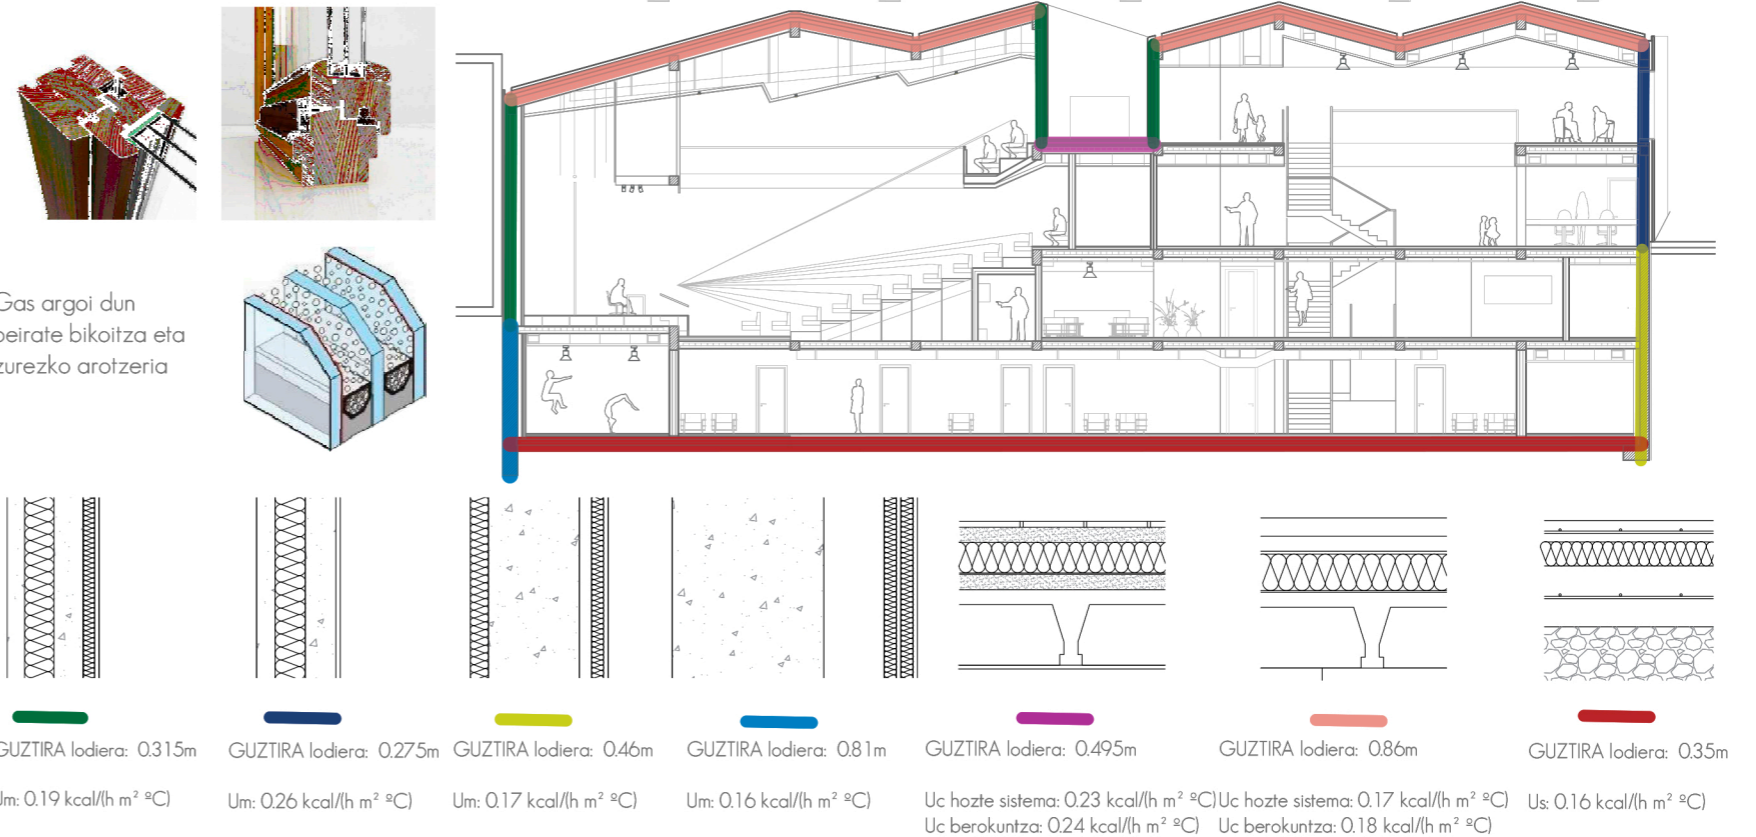 Gas argoi dun
beirate bikoitza eta
zurezko arotzeria
GUZTIRA lodiera: 0.315m
Um: 0.19 kcal/(h m² ºC)
GUZTIRA lodiera: 0.275m
Um: 0.26 kcal/(h m² ºC)
GUZTIRA lodiera: 0.46m
Um: 0.17 kcal/(h m² ºC)
GUZTIRA lodiera: 0.81m
Um: 0.16 kcal/(h m² ºC)
GUZTIRA lodiera: 0.495m
Uc hozte sistema: 0.23 kcal/(h m² ºC)
Uc berokuntza: 0.24 kcal/(h m² ºC)
GUZTIRA lodiera: 0.86m
Uc hozte sistema: 0.17 kcal/(h m² ºC)
Uc berokuntza: 0.18 kcal/(h m² ºC)
GUZTIRA lodiera: 0.35m
Us: 0.16 kcal/(h m² ºC)